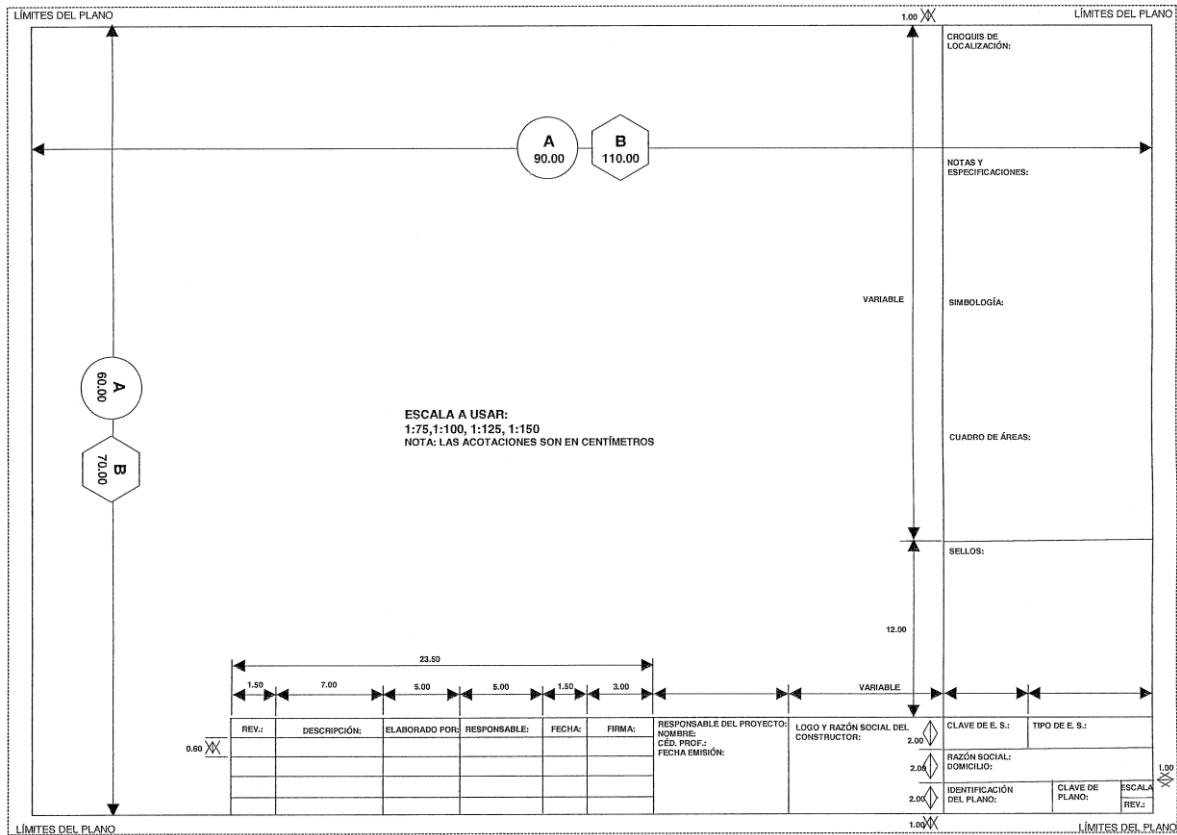 LÍMITES DEL PLANO
1.00
LÍMITES DEL PLANO
CROQUIS DE
LOCALIZACIÓN:
A
90.00
B
110.00
NOTAS Y
ESPECIFICACIONES:
VARIABLE
SIMBOLOGÍA:
A
60.00
B
70.00
ESCALA A USAR:
1:75,1:100, 1:125, 1:150
NOTA: LAS ACOTACIONES SON EN CENTÍMETROS
CUADRO DE ÁREAS:
SELLOS:
12.00
23.50
1.50
7.00
5.00
5.00
1.50
3.00
VARIABLE
REV.:
DESCRIPCIÓN:
ELABORADO POR:
RESPONSABLE:
FECHA:
FIRMA:
RESPONSABLE DEL PROYECTO:
NOMBRE:
CÉD. PROF.:
FECHA EMISIÓN:
LOGO Y RAZÓN SOCIAL DEL
CONSTRUCTOR:
2.00
CLAVE DE E. S.:
TIPO DE E. S.:
0.60
2.00
RAZÓN SOCIAL:
DOMICILIO:
1.00
2.00
IDENTIFICACIÓN
DEL PLANO:
CLAVE DE
PLANO:
ESCALA
REV.:
LÍMITES DEL PLANO
1.00
LÍMITES DEL PLANO